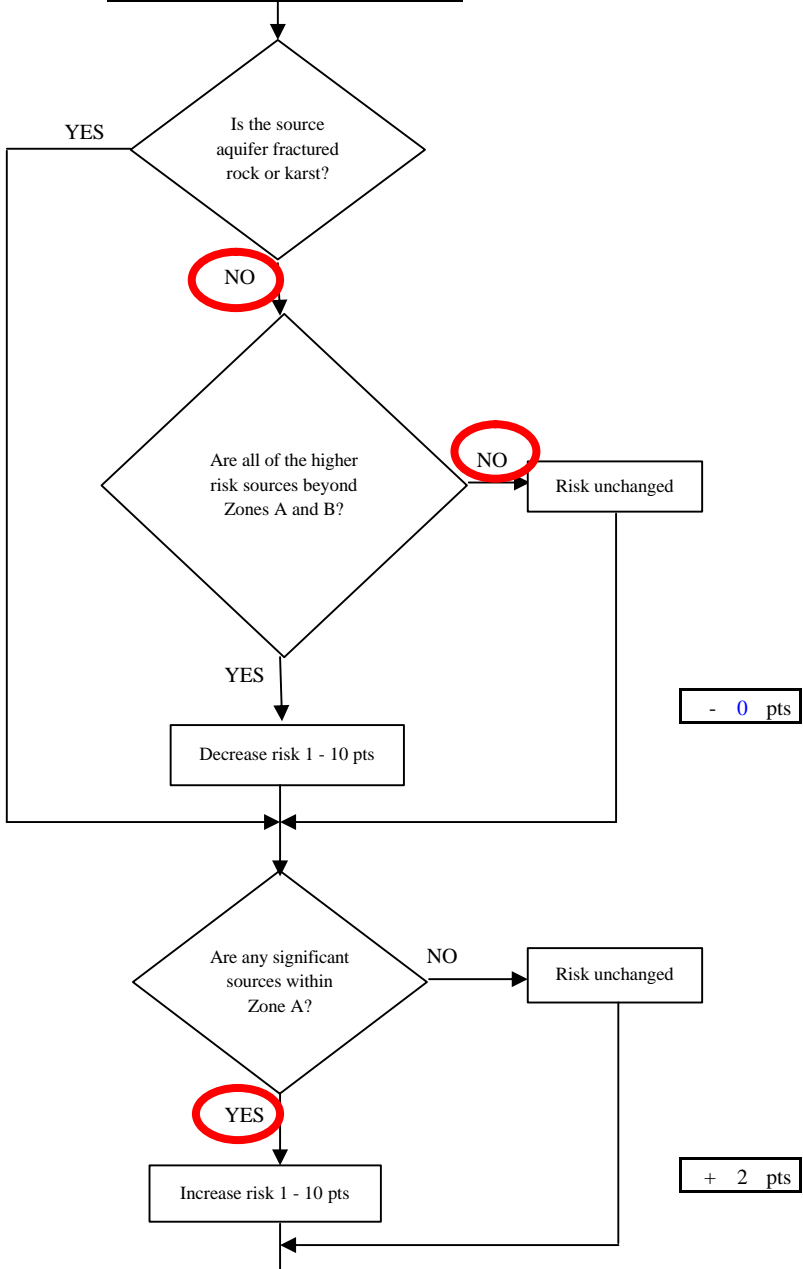 YES
Is the source
aquifer fractured
rock or karst?
NO
Are all of the higher
risk sources beyond
Zones A and B?
NO
Risk unchanged
YES
- 0 pts
Decrease risk 1 - 10 pts
Are any significant
sources within
Zone A?
NO
Risk unchanged
YES
Increase risk 1 - 10 pts
+ 2 pts